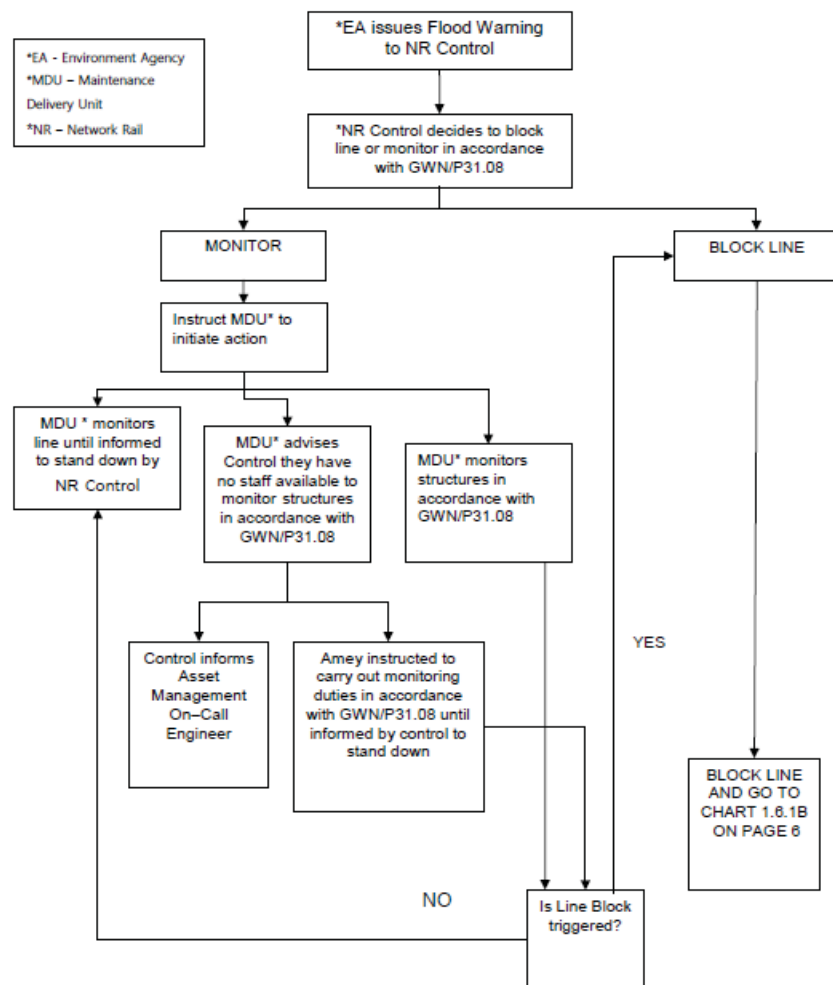 *EA issues Flood Warning
to NR Control
*EA - Environment Agency
*MDU – Maintenance
Delivery Unit
*NR – Network Rail
*NR Control decides to block
line or monitor in accordance
with GWN/P31.08
MONITOR
BLOCK LINE
Instruct MDU* to
initiate action
MDU * monitors
line until informed
to stand down by
NR Control
MDU* advises
Control they have
no staff available to
monitor structures
in accordance with
GWN/P31.08
MDU* monitors
structures in
accordance with
GWN/P31.08
YES
Control informs
Asset
Management
On–Call
Engineer
Amey instructed to
carry out monitoring
duties in accordance
with GWN/P31.08 until
informed by control to
stand down
BLOCK LINE
AND GO TO
CHART 1.6.1B
ON PAGE 6
NO
Is Line Block
triggered?